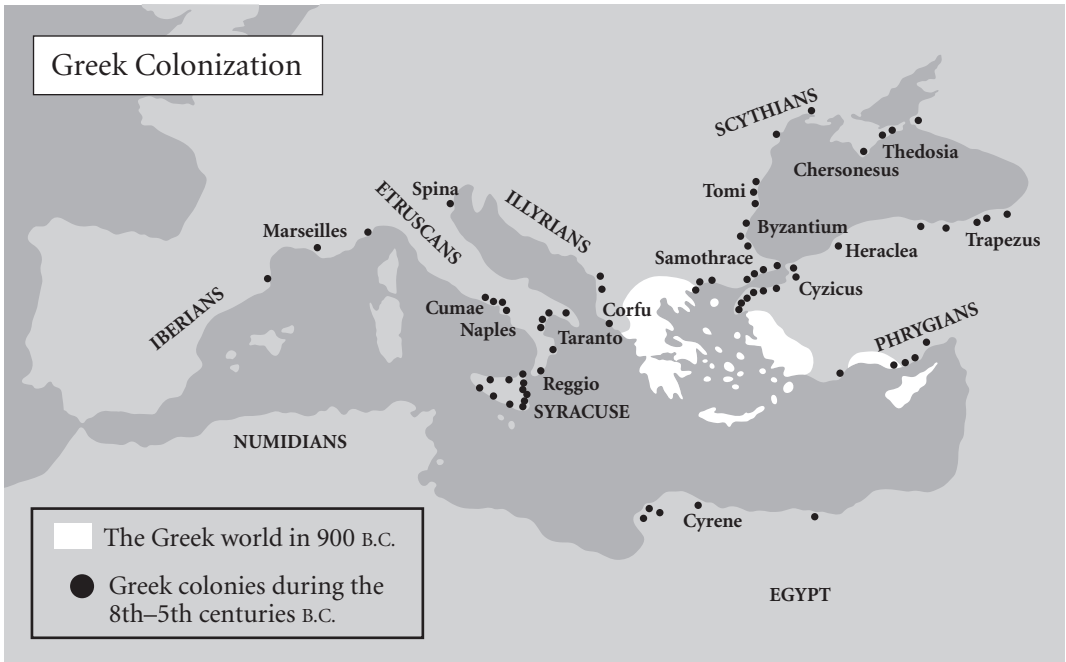 Greek Colonization
SCYTHIANS
Thedosia
Chersonesus
Spina
ETRUSCANS
ILLYRIANS
Tomi
Marseilles
Byzantium
Trapezus
Samothrace
Heraclea
IBERIANS
Cyzicus
Cumae
Corfu
Naples
Taranto
PHRYGIANS
Reggio
SYRACUSE
NUMIDIANS
Cyrene
The Greek world in 900 B.C.
Greek colonies during the
8th–5th centuries B.C.
EGYPT